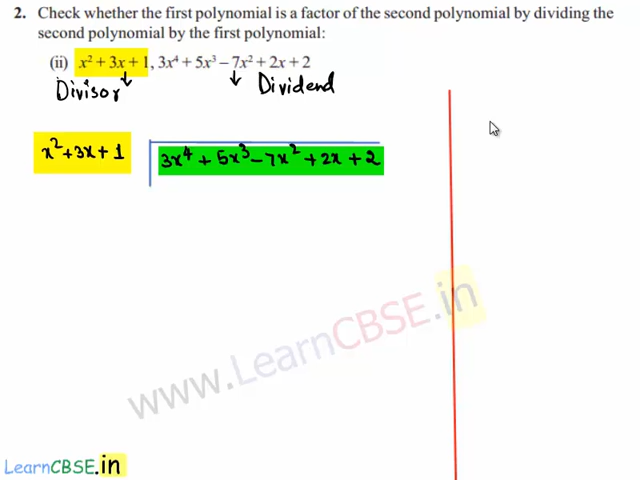 2. Check whether the first polynomial is a factor of the second polynomial by dividing the
second polynomial by the first polynomial:
(ii) x² + 3x + 1, 3x⁴ + 5x³ – 7x² + 2x + 2
Divisor Dividend
x² + 3x + 1 3x⁴ + 5x³ – 7x² + 2x + 2
www.LearnCBSE.in
LearnCBSE.in